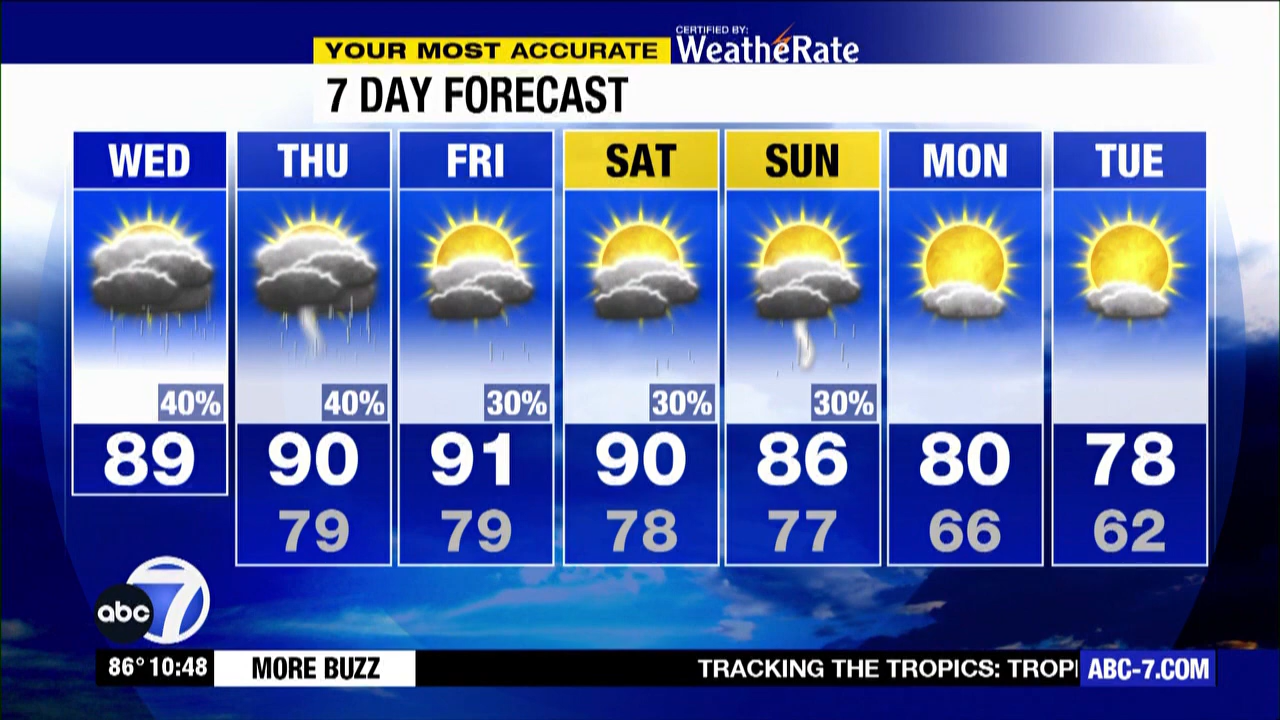 CERTIFIED BY:
YOUR MOST ACCURATE WeatheRate
7 DAY FORECAST
WED THU FRI SAT SUN MON TUE
40% 40% 30% 30% 30%
89 90 91 90 86 80 78
79 79 78 77 66 62
abc 7
86° 10:48 MORE BUZZ TRACKING THE TROPICS: TROPI ABC-7.COM